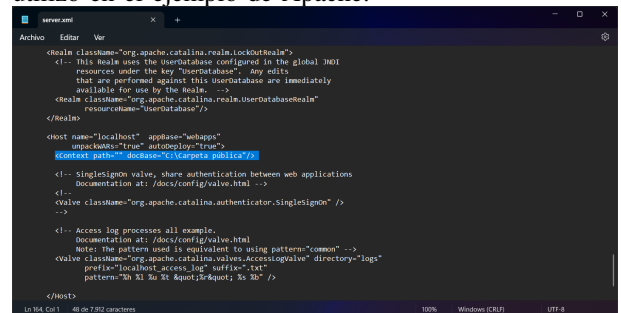 utilizó en el ejemplo de Apache.
server.xml
Archivo Editar Ver
<Realm className="org.apache.catalina.realm.LockOutRealm">
<!-- This Realm uses the UserDatabase configured in the global JNDI
resources under the key "UserDatabase". Any edits
that are performed against this UserDatabase are immediately
available for use by the Realm. -->
<Realm className="org.apache.catalina.realm.UserDatabaseRealm"
resourceName="UserDatabase"/>
</Realm>
<Host name="localhost" appBase="webapps"
unpackWARs="true" autoDeploy="true">
<Context path="" docBase="C:\Carpeta pública"/>
<!-- SingleSignOn valve, share authentication between web applications
Documentation at: /docs/config/valve.html -->
<!--
<Valve className="org.apache.catalina.authenticator.SingleSignOn" />
-->
<!-- Access log processes all example.
Documentation at: /docs/config/valve.html
Note: The pattern used is equivalent to using pattern="common" -->
<Valve className="org.apache.catalina.valves.AccessLogValve" directory="logs"
prefix="localhost_access_log" suffix=".txt"
pattern="%h %l %u %t &quot;%r&quot; %s %b" />
</Host>
Ln 164, Col 1 48 de 7.912 caracteres 100% Windows (CRLF) UTF-8